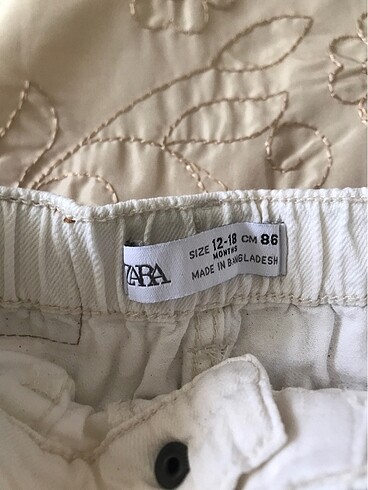 ZARA
SIZE 12-18 CM 86
MONTHS
MADE IN BANGLADESH